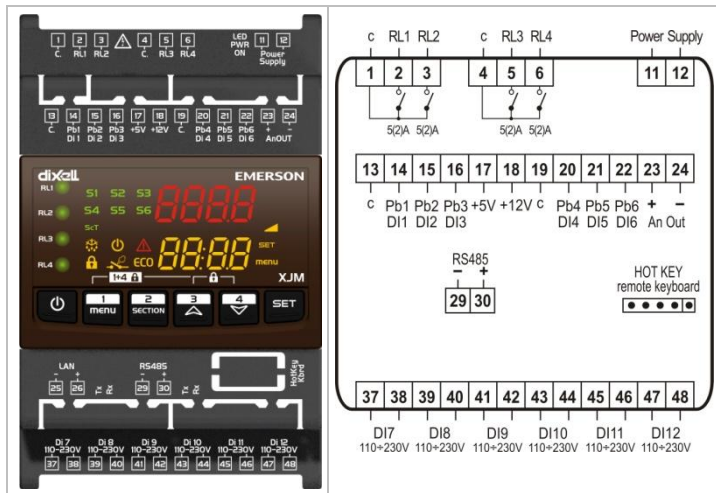 1 2 3 4 5 6 LED PWR ON 11 12
C. RL1 RL2 C. RL3 RL4 Power Supply
13 14 15 16 17 18 19 20 21 22 23 24
C. Pb1 Pb2 Pb3 +5V +12V C. Pb4 Pb5 Pb6 + -
Di 1 Di 2 Di 3 Di 4 Di 5 Di 6 AnOUT
dixell EMERSON
RL1 S1 S2 S3 88.8.8
RL2 S4 S5 S6
ScT
RL3 SET
RL4 ECO 88:88 menu
1+4 XJM
1 menu 2 SECTION 3 4 SET
LAN RS485
- + - +
25 26 Tx Rx 29 30 Tx Rx HotKey Kbrd
Di 7 Di 8 Di 9 Di 10 Di 11 Di 12
110-230V 110-230V 110-230V 110-230V 110-230V 110-230V
37 38 39 40 41 42 43 44 45 46 47 48
C RL1 RL2 C RL3 RL4 Power Supply
1 2 3 4 5 6 11 12
5(2)A 5(2)A 5(2)A 5(2)A
13 14 15 16 17 18 19 20 21 22 23 24
C Pb1 Pb2 Pb3 +5V +12V C Pb4 Pb5 Pb6 + −
DI1 DI2 DI3 DI4 DI5 DI6 An Out
RS485
− +
29 30
HOT KEY
remote keyboard
37 38 39 40 41 42 43 44 45 46 47 48
DI7 DI8 DI9 DI10 DI11 DI12
110÷230V 110÷230V 110÷230V 110÷230V 110÷230V 110÷230V